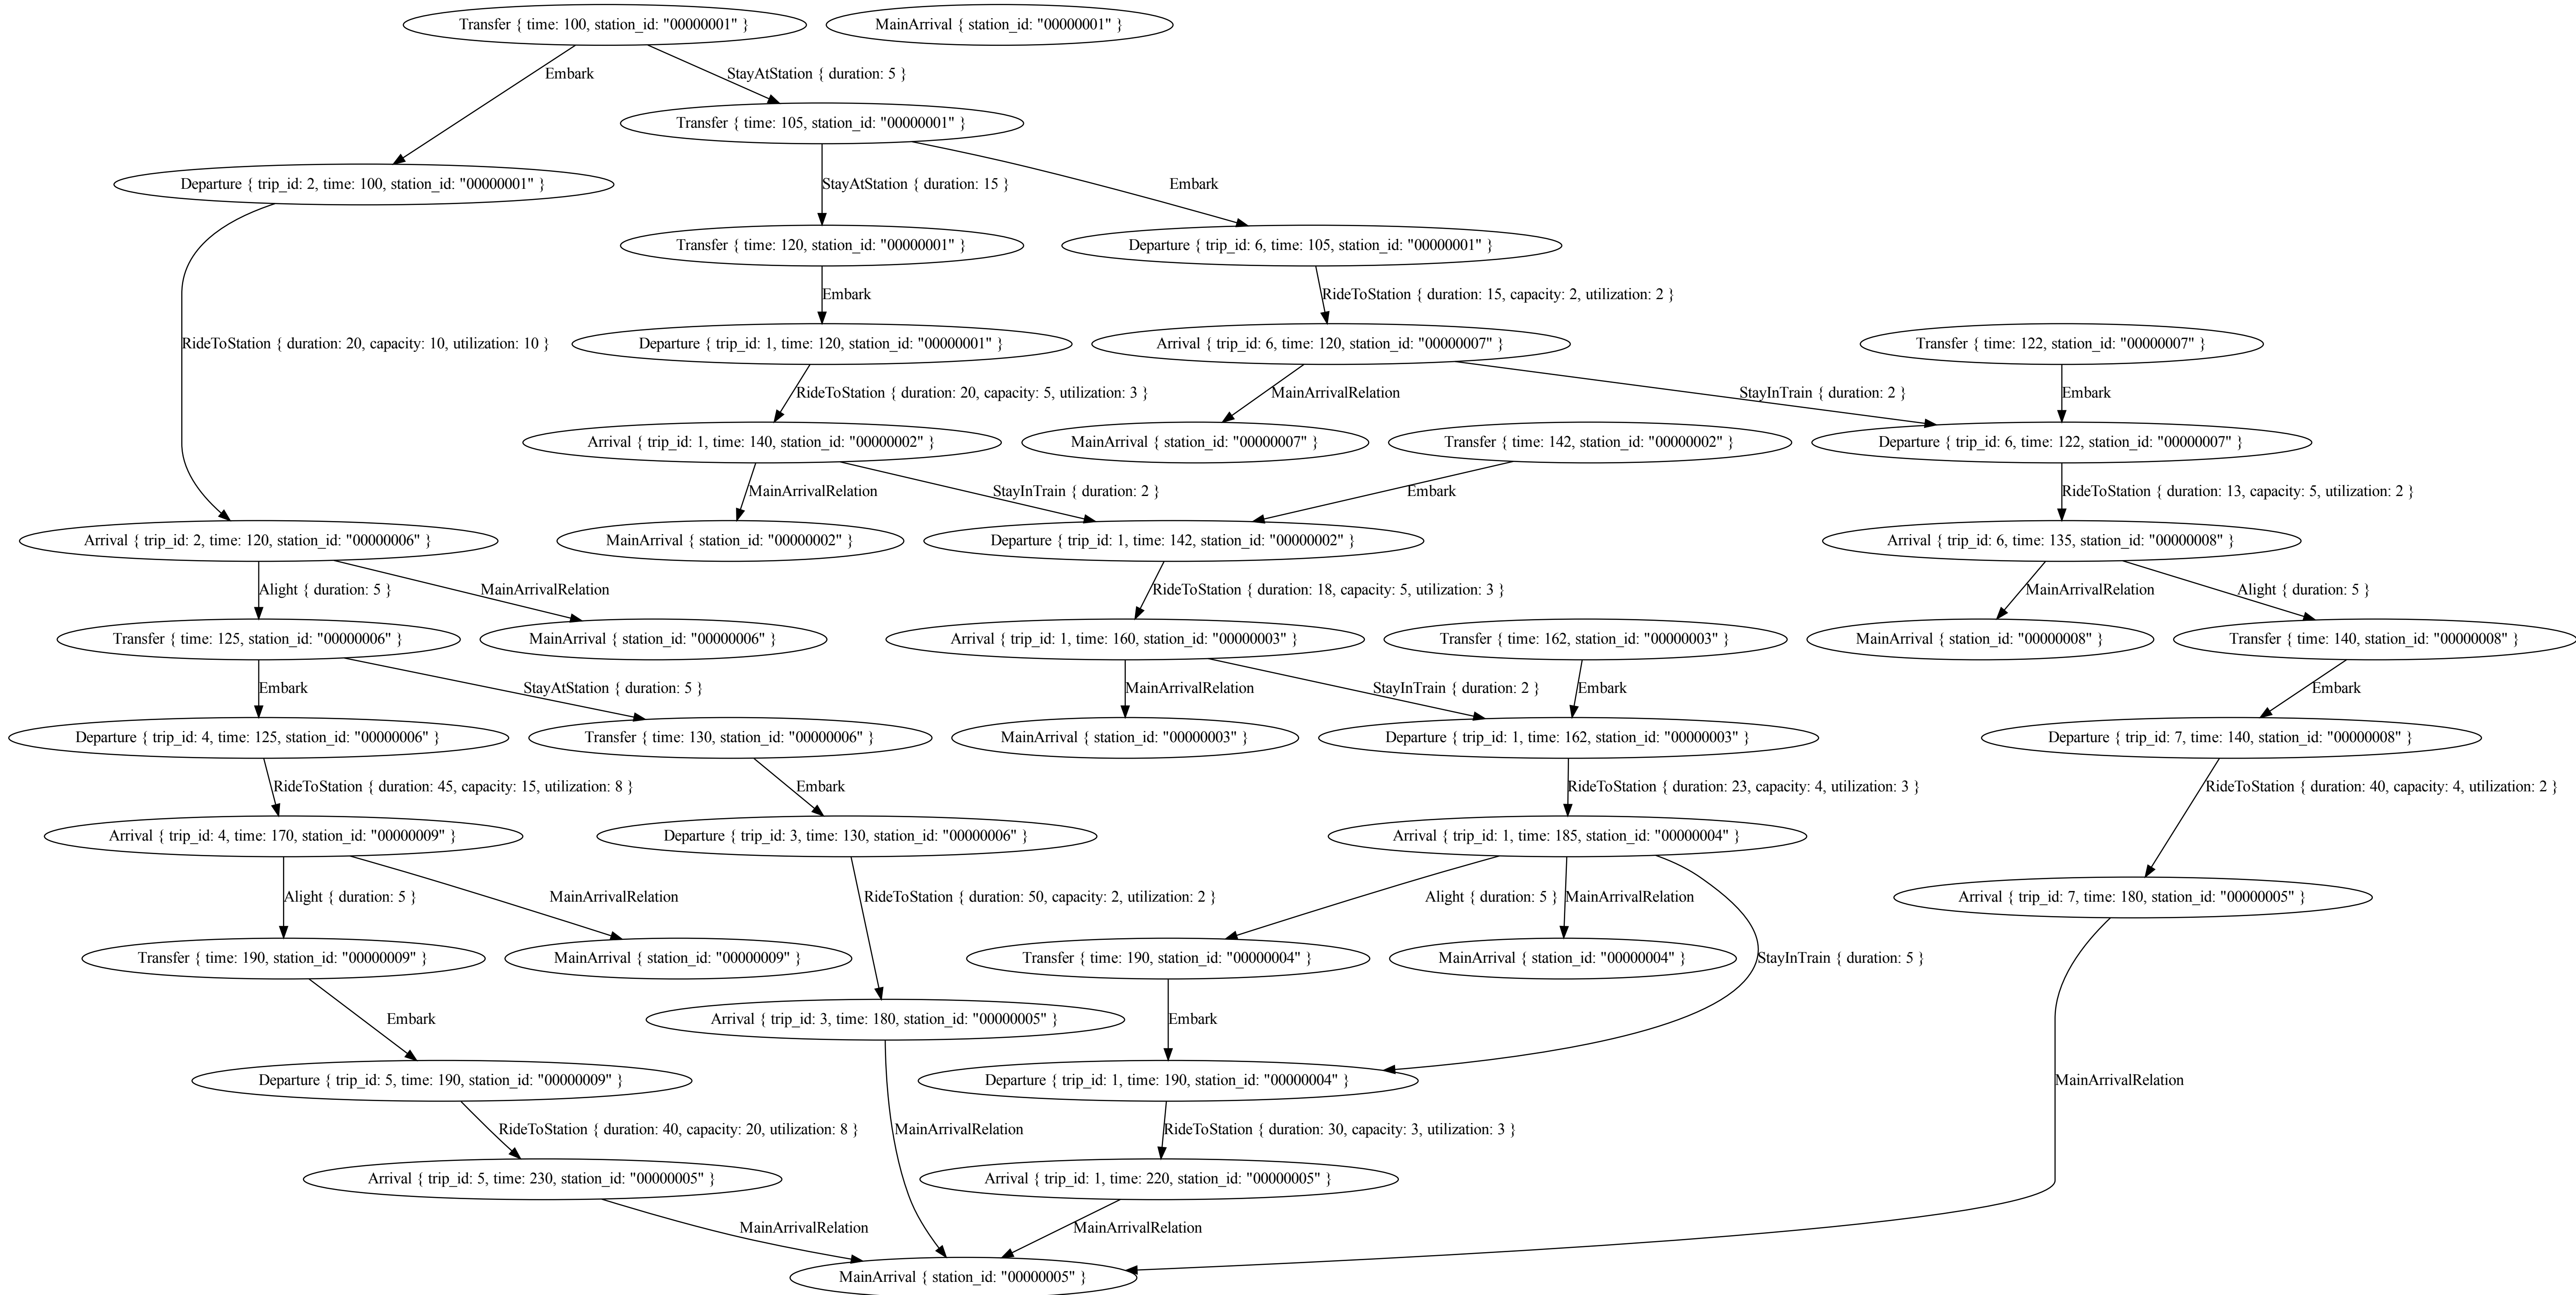 Transfer { time: 100, station_id: "00000001" }
MainArrival { station_id: "00000001" }
Embark
StayAtStation { duration: 5 }
Transfer { time: 105, station_id: "00000001" }
Departure { trip_id: 2, time: 100, station_id: "00000001" }
StayAtStation { duration: 15 }
Embark
Transfer { time: 120, station_id: "00000001" }
Departure { trip_id: 6, time: 105, station_id: "00000001" }
Embark
RideToStation { duration: 15, capacity: 2, utilization: 2 }
RideToStation { duration: 20, capacity: 10, utilization: 10 }
Departure { trip_id: 1, time: 120, station_id: "00000001" }
Arrival { trip_id: 6, time: 120, station_id: "00000007" }
Transfer { time: 122, station_id: "00000007" }
RideToStation { duration: 20, capacity: 5, utilization: 3 }
MainArrivalRelation
StayInTrain { duration: 2 }
Embark
Arrival { trip_id: 1, time: 140, station_id: "00000002" }
MainArrival { station_id: "00000007" }
Transfer { time: 142, station_id: "00000002" }
Departure { trip_id: 6, time: 122, station_id: "00000007" }
MainArrivalRelation
StayInTrain { duration: 2 }
Embark
RideToStation { duration: 13, capacity: 5, utilization: 2 }
Arrival { trip_id: 2, time: 120, station_id: "00000006" }
MainArrival { station_id: "00000002" }
Departure { trip_id: 1, time: 142, station_id: "00000002" }
Arrival { trip_id: 6, time: 135, station_id: "00000008" }
Alight { duration: 5 }
MainArrivalRelation
RideToStation { duration: 18, capacity: 5, utilization: 3 }
MainArrivalRelation
Alight { duration: 5 }
Transfer { time: 125, station_id: "00000006" }
MainArrival { station_id: "00000006" }
Arrival { trip_id: 1, time: 160, station_id: "00000003" }
Transfer { time: 162, station_id: "00000003" }
MainArrival { station_id: "00000008" }
Transfer { time: 140, station_id: "00000008" }
Embark
StayAtStation { duration: 5 }
MainArrivalRelation
StayInTrain { duration: 2 }
Embark
Embark
Departure { trip_id: 4, time: 125, station_id: "00000006" }
Transfer { time: 130, station_id: "00000006" }
MainArrival { station_id: "00000003" }
Departure { trip_id: 1, time: 162, station_id: "00000003" }
Departure { trip_id: 7, time: 140, station_id: "00000008" }
RideToStation { duration: 45, capacity: 15, utilization: 8 }
Embark
RideToStation { duration: 23, capacity: 4, utilization: 3 }
RideToStation { duration: 40, capacity: 4, utilization: 2 }
Arrival { trip_id: 4, time: 170, station_id: "00000009" }
Departure { trip_id: 3, time: 130, station_id: "00000006" }
Arrival { trip_id: 1, time: 185, station_id: "00000004" }
Alight { duration: 5 }
MainArrivalRelation
RideToStation { duration: 50, capacity: 2, utilization: 2 }
Alight { duration: 5 }
MainArrivalRelation
Arrival { trip_id: 7, time: 180, station_id: "00000005" }
Transfer { time: 190, station_id: "00000009" }
MainArrival { station_id: "00000009" }
Transfer { time: 190, station_id: "00000004" }
MainArrival { station_id: "00000004" }
StayInTrain { duration: 5 }
Embark
Arrival { trip_id: 3, time: 180, station_id: "00000005" }
Embark
Departure { trip_id: 5, time: 190, station_id: "00000009" }
Departure { trip_id: 1, time: 190, station_id: "00000004" }
MainArrivalRelation
RideToStation { duration: 40, capacity: 20, utilization: 8 }
MainArrivalRelation
RideToStation { duration: 30, capacity: 3, utilization: 3 }
Arrival { trip_id: 5, time: 230, station_id: "00000005" }
Arrival { trip_id: 1, time: 220, station_id: "00000005" }
MainArrivalRelation
MainArrivalRelation
MainArrival { station_id: "00000005" }